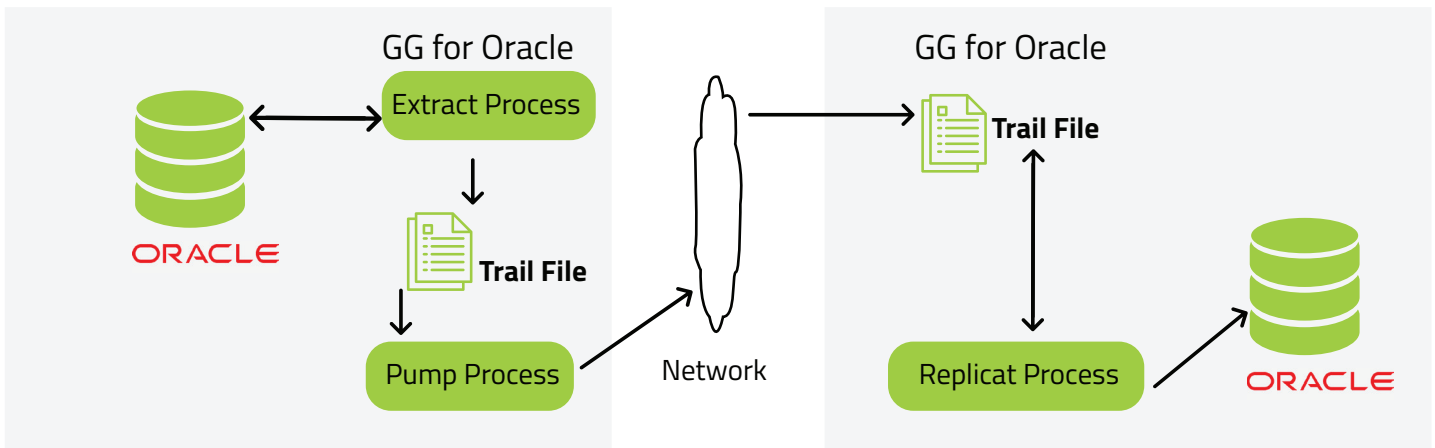 GG for Oracle
Extract Process
ORACLE
Trail File
Pump Process
Network
GG for Oracle
Trail File
Replicat Process
ORACLE